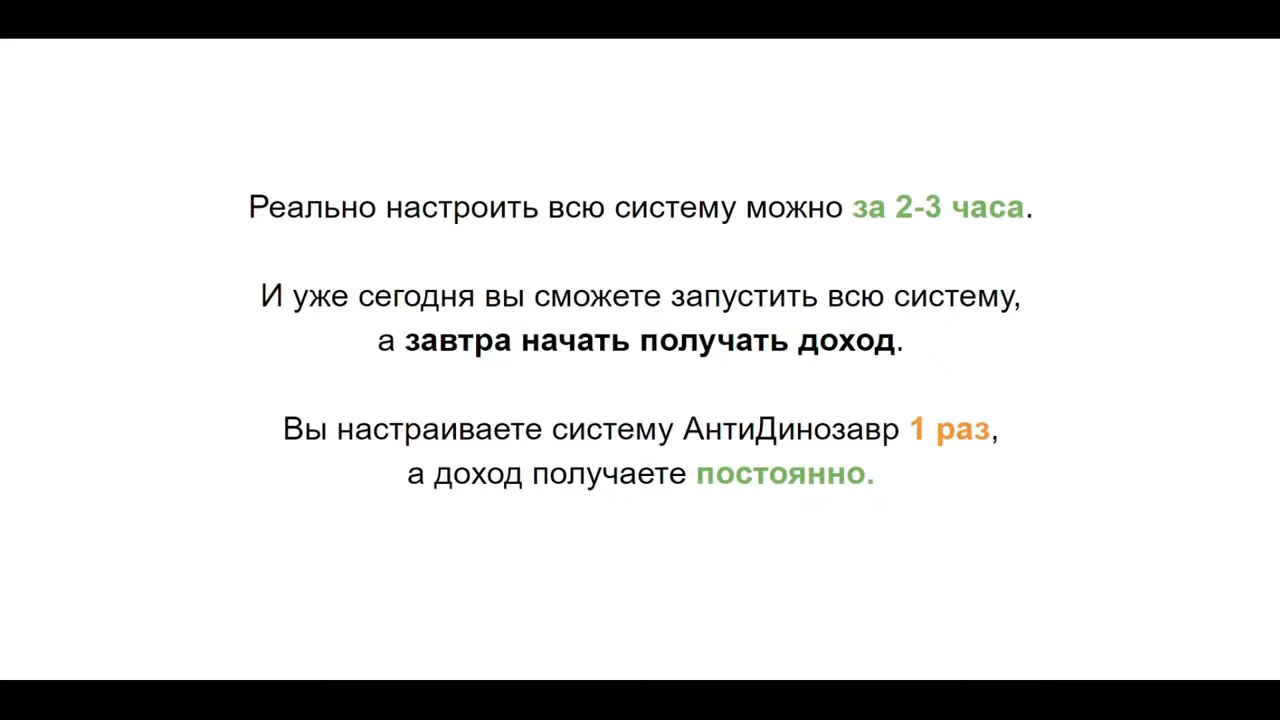 Реально настроить всю систему можно за 2-3 часа.
И уже сегодня вы сможете запустить всю систему,
а завтра начать получать доход.
Вы настраиваете систему АнтиДинозавр 1 раз,
а доход получаете постоянно.